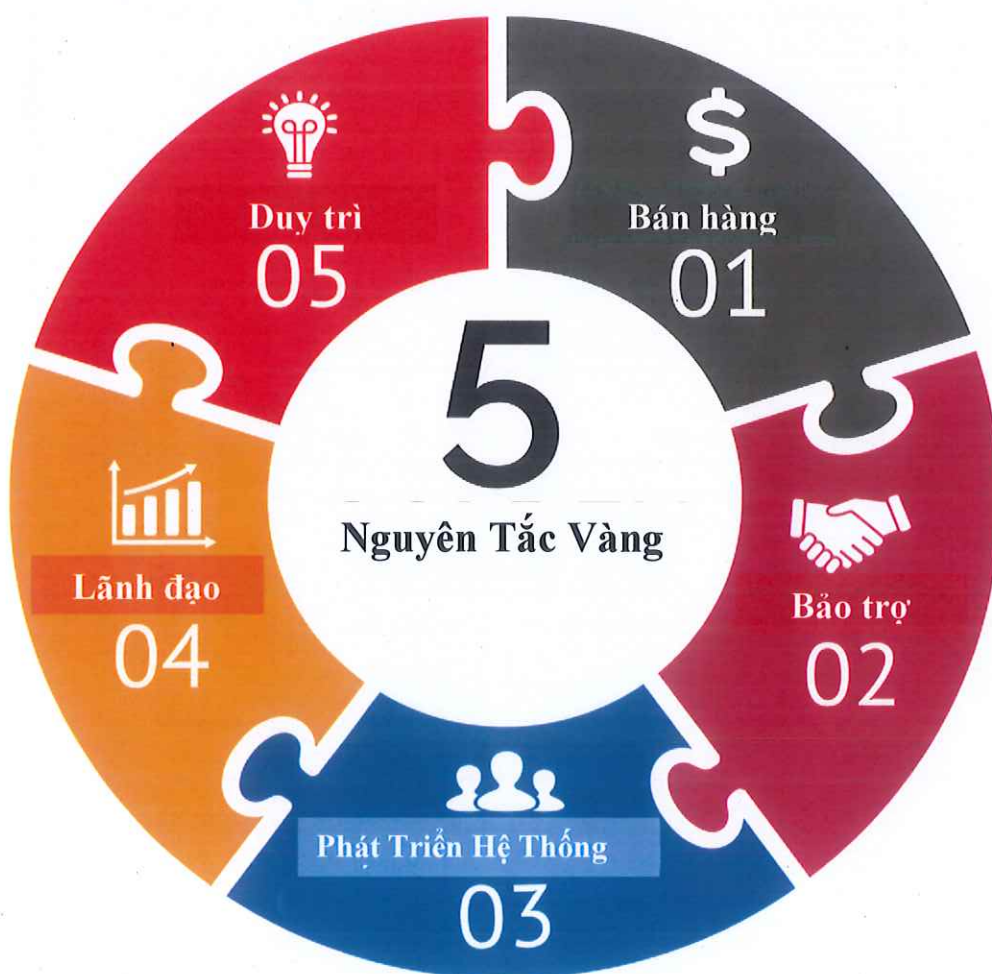 5
Nguyên Tắc Vàng
Bán hàng
01
Bảo trợ
02
Phát Triển Hệ Thống
03
Lãnh đạo
04
Duy trì
05